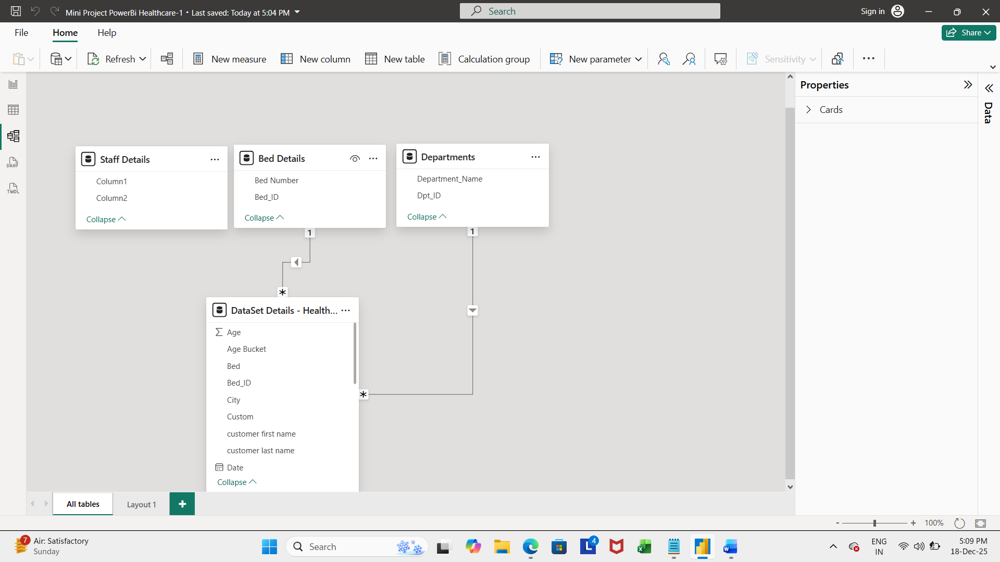 Mini Project PowerBi Healthcare-1 • Last saved: Today at 5:04 PM
Search
Sign in
File
Home
Help
Share
Refresh
New measure
New column
New table
Calculation group
New parameter
Sensitivity
DAX
TMDL
Properties
Cards
Data
Staff Details
Column1
Column2
Collapse
Bed Details
Bed Number
Bed_ID
Collapse
Departments
Department_Name
Dpt_ID
Collapse
1
1
*
*
DataSet Details - Health...
Age
Age Bucket
Bed
Bed_ID
City
Custom
customer first name
customer last name
Date
Collapse
All tables
Layout 1
+
- + 100%
7
Air: Satisfactory
Sunday
Search
L
4
X
W
ENG
IN
5:09 PM
18-Dec-25